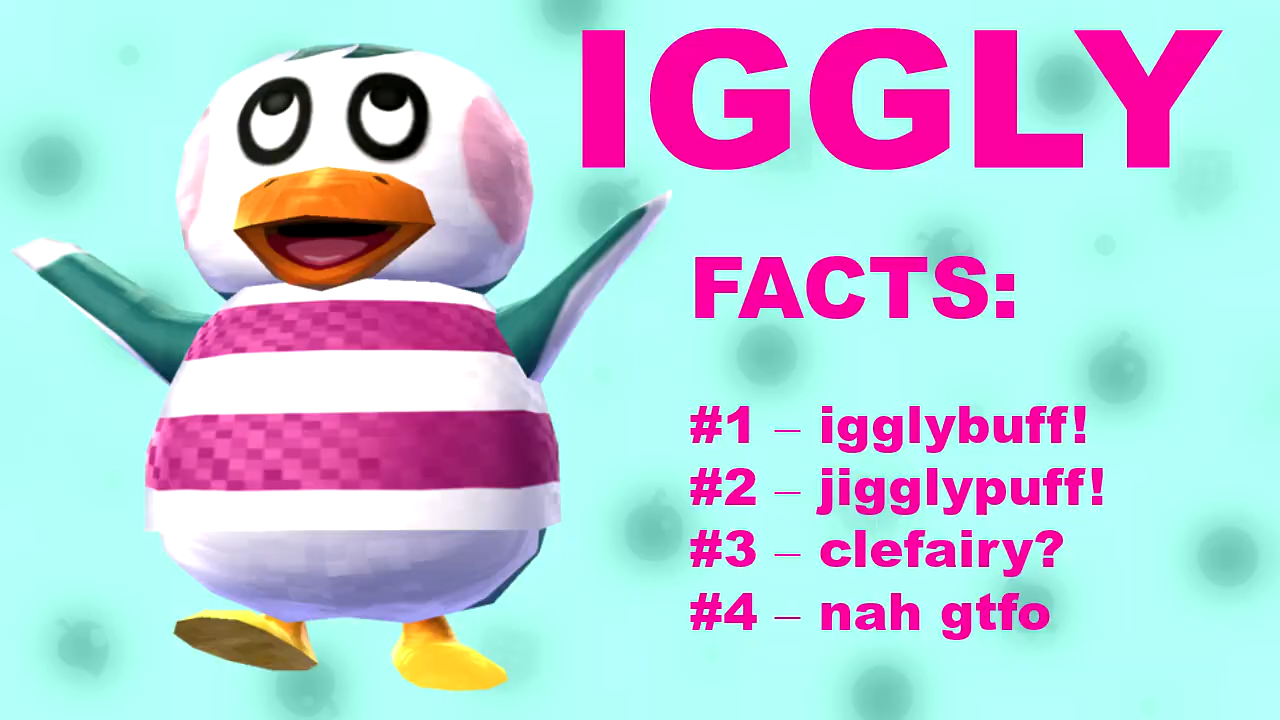 IGGLY
FACTS:
#1 – igglybuff!
#2 – jigglypuff!
#3 – clefairy?
#4 – nah gtfo